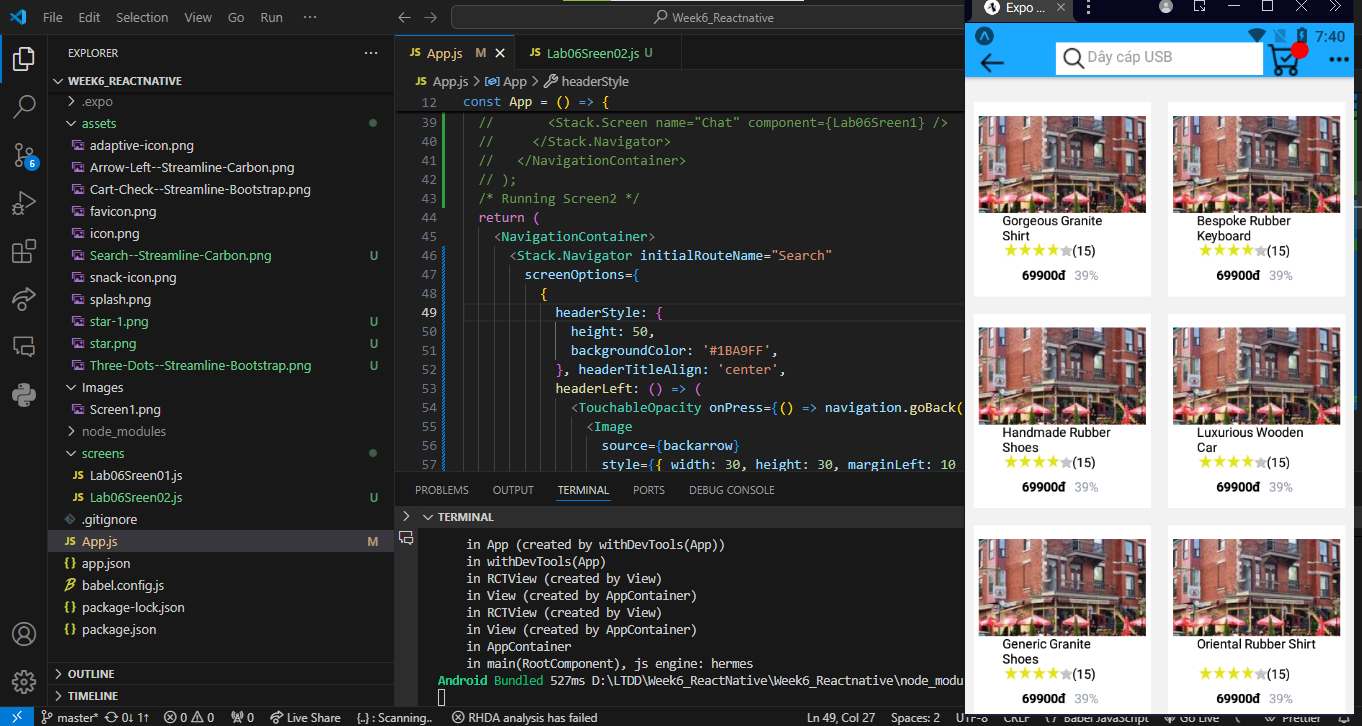 File Edit Selection View Go Run ··· Week6_Reactnative
EXPLORER ···
WEEK6_REACTNATIVE
.expo
assets
adaptive-icon.png
Arrow-Left--Streamline-Carbon.png
Cart-Check--Streamline-Bootstrap.png
favicon.png
icon.png
Search--Streamline-Carbon.png U
snack-icon.png
splash.png
star-1.png U
star.png U
Three-Dots--Streamline-Bootstrap.png U
Images
Screen1.png
node_modules
screens
JS Lab06Sreen01.js
JS Lab06Sreen02.js U
.gitignore
JS App.js M
{} app.json
babel.config.js
{} package-lock.json
{} package.json
OUTLINE
TIMELINE
JS App.js M JS Lab06Sreen02.js U
JS App.js > App > headerStyle
12 const App = () => {
39 // <Stack.Screen name="Chat" component={Lab06Sreen1} />
40 // </Stack.Navigator>
41 // </NavigationContainer>
42 // );
43 /* Running Screen2 */
44 return (
45 <NavigationContainer>
46 <Stack.Navigator initialRouteName="Search"
47 screenOptions={
48 {
49 headerStyle: {
50 height: 50,
51 backgroundColor: '#1BA9FF',
52 }, headerTitleAlign: 'center',
53 headerLeft: () => (
54 <TouchableOpacity onPress={() => navigation.goBack(
55 <Image
56 source={backarrow}
57 style={{ width: 30, height: 30, marginLeft: 10
PROBLEMS OUTPUT TERMINAL PORTS DEBUG CONSOLE
TERMINAL
in App (created by withDevTools(App))
in withDevTools(App)
in RCTView (created by View)
in View (created by AppContainer)
in RCTView (created by View)
in View (created by AppContainer)
in AppContainer
in main(RootComponent), js engine: hermes
Android Bundled 527ms D:\LTDD\Week6_ReactNative\Week6_Reactnative\node_modu
master* 0↓ 1↑ 0 0 0 Live Share {..} : Scanning.. RHDA analysis has failed Ln 49, Col 27 Spaces: 2 UTF-8 CRLF {} Babel JavaScript Go Live Prettier
6
Expo ...
7:40
Dây cáp USB
Gorgeous Granite
Shirt
(15)
69900đ 39%
Bespoke Rubber
Keyboard
(15)
69900đ 39%
Handmade Rubber
Shoes
(15)
69900đ 39%
Luxurious Wooden
Car
(15)
69900đ 39%
Generic Granite
Shoes
(15)
69900đ 39%
Oriental Rubber Shirt
(15)
69900đ 39%